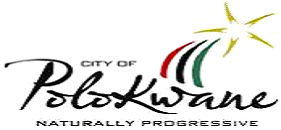 CITY OF
Polokwane
NATURALLY PROGRESSIVE